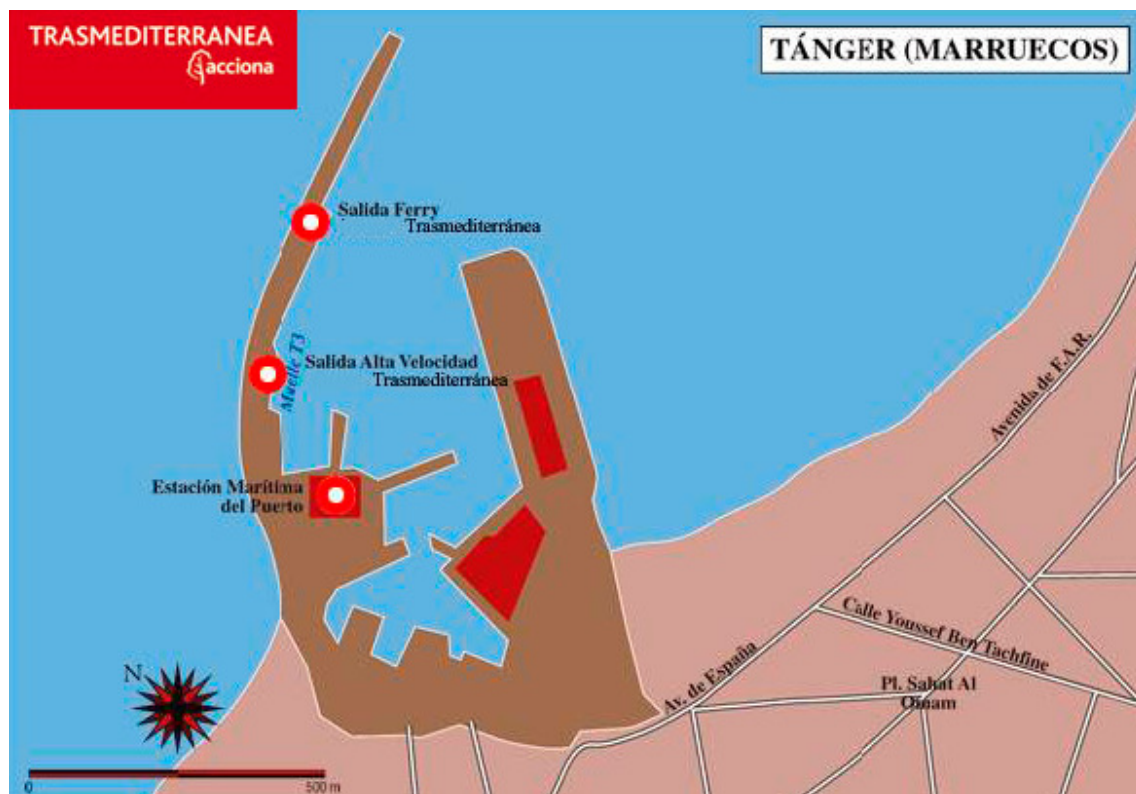 TRASMEDITERRANEA
acciona
TÁNGER (MARRUECOS)
Salida Ferry
Trasmediterránea
Muelle T3
Salida Alta Velocidad
Trasmediterránea
Avenida de F.A.R.
Estación Marítima
del Puerto
Calle Youssef Ben Tachfine
Av. de España
Pl. Sahat Al
Oumam
N
0
500 m